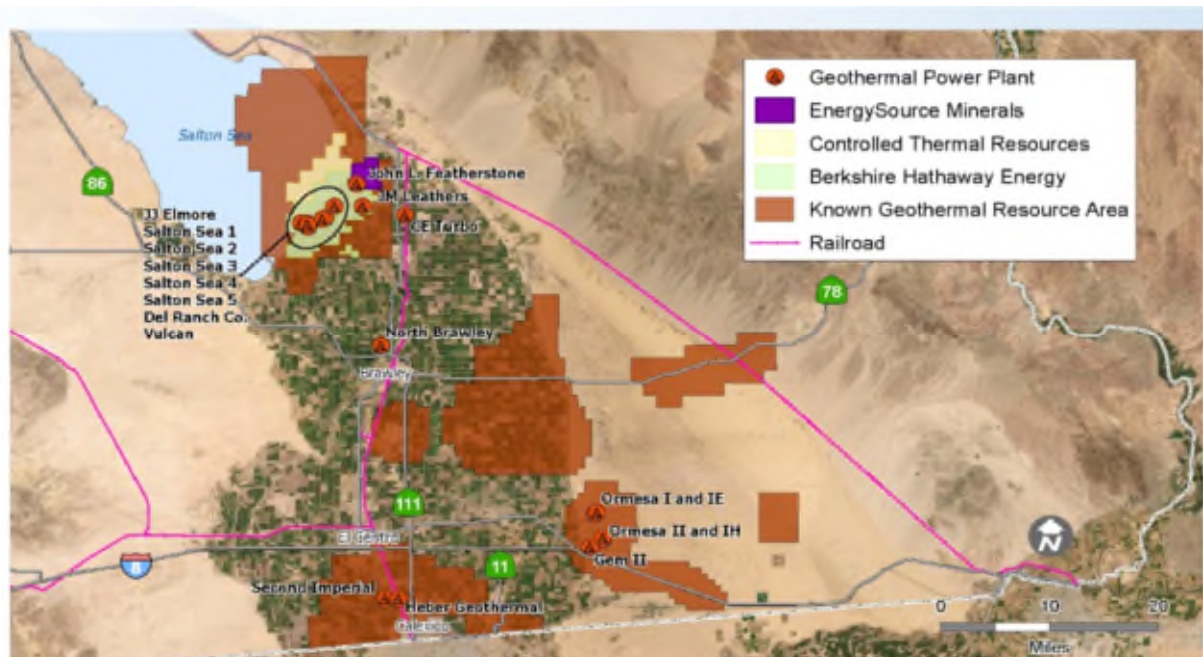 Geothermal Power Plant
EnergySource Minerals
Controlled Thermal Resources
Berkshire Hathaway Energy
Known Geothermal Resource Area
Railroad
Salton Sea
86
John L. Featherstone
JM Leathers
CE Turbo
JJ Elmore
Salton Sea 1
Salton Sea 2
Salton Sea 3
Salton Sea 4
Salton Sea 5
Del Ranch Co.
Vulcan
78
North Brawley
Brawley
111
Ormesa I and IE
Ormesa II and IH
Gem II
El Centro
8
11
Second Imperial
Heber Geothermal
Calexico
N
0 10 20
Miles